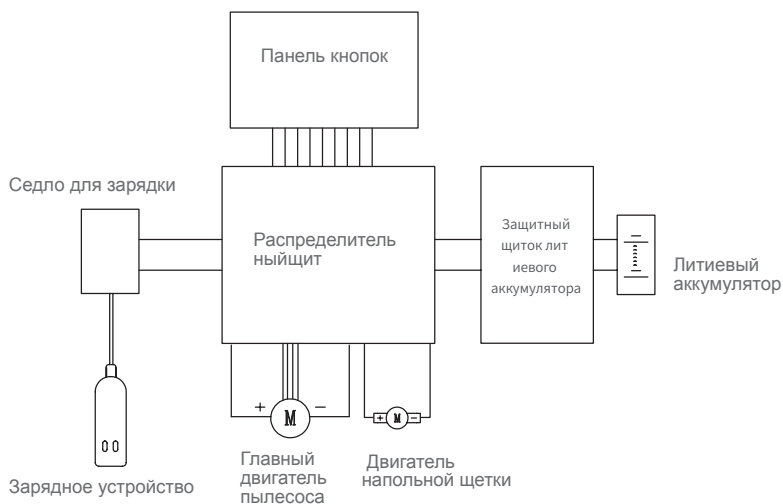 Панель кнопок
Седло для зарядки
Распределитель
ныйщит
Защитный
щиток лит
иевого
аккумулятора
Литиевый
аккумулятор
+ M −
+ M −
Зарядное устройство
Главный
двигатель
пылесоса
Двигатель
напольной щетки